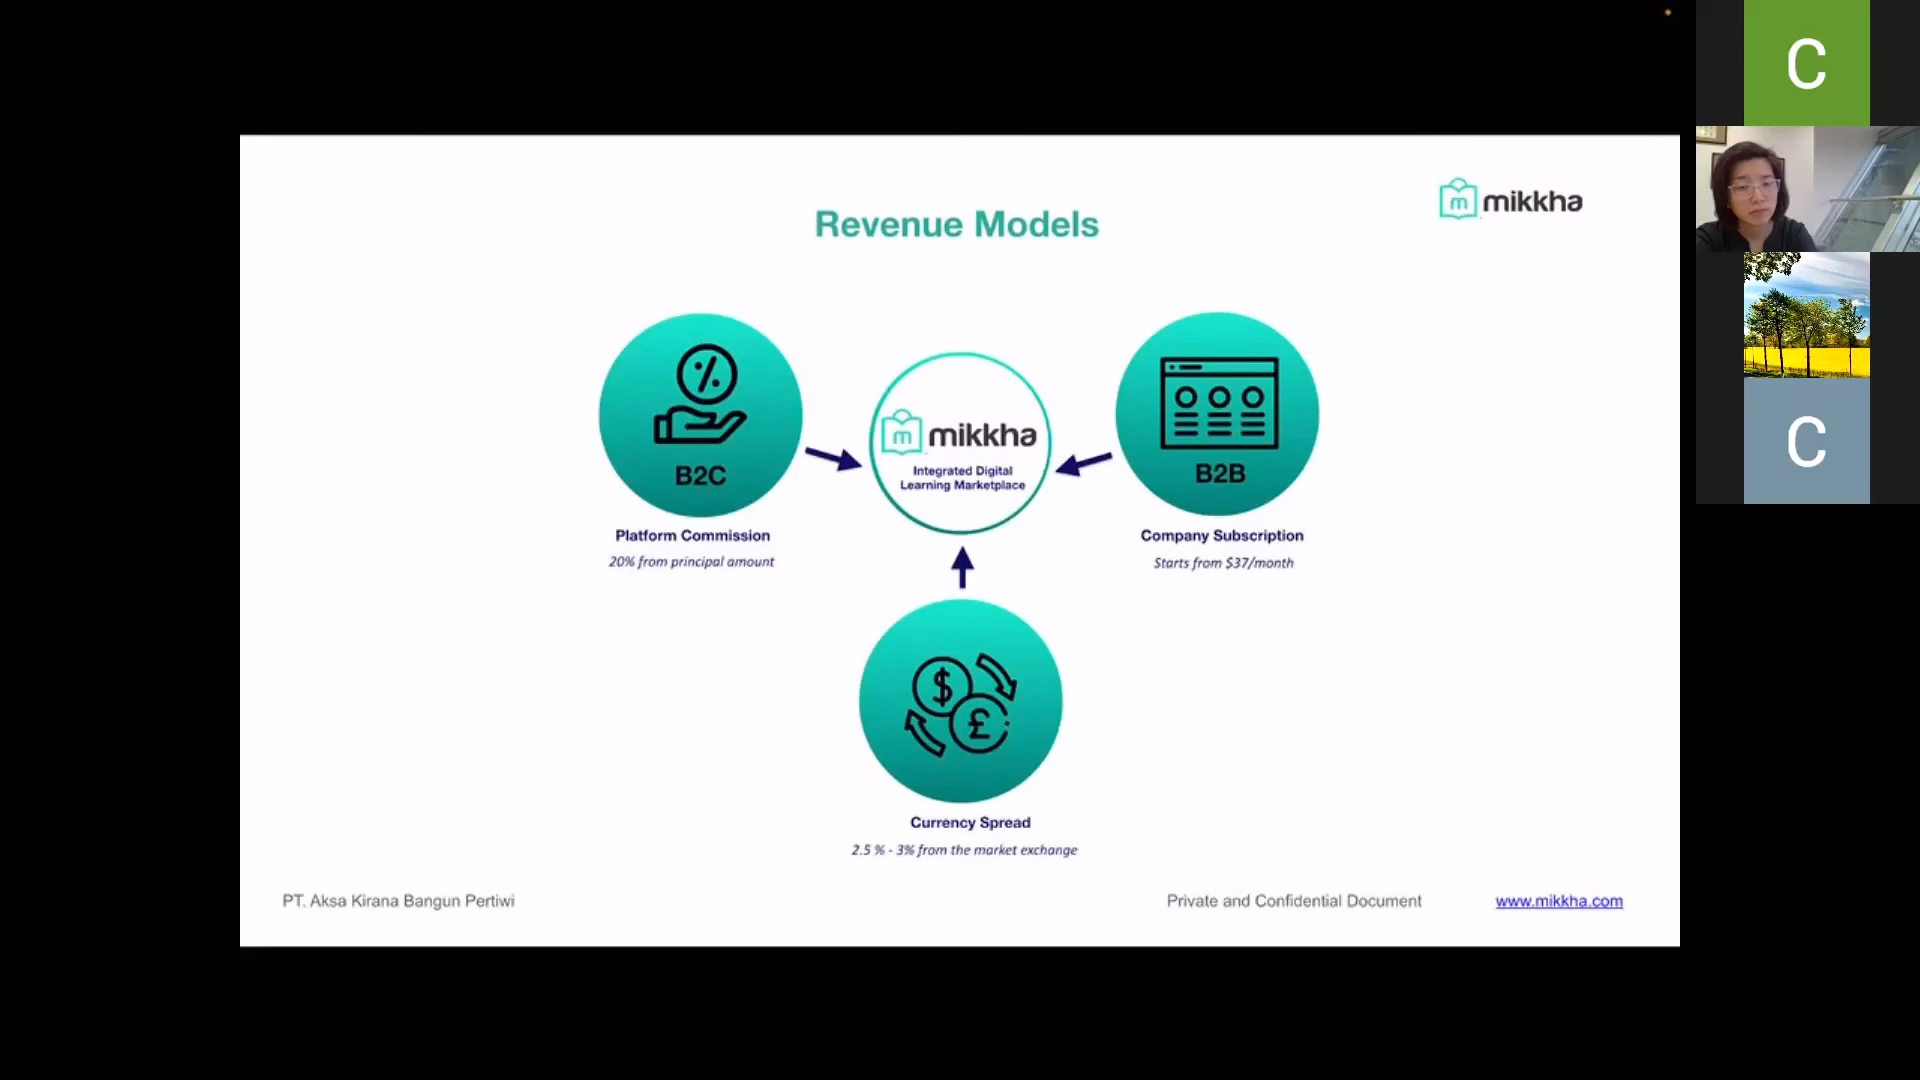 C
mikkha
Revenue Models
B2C
mikkha
Integrated Digital
Learning Marketplace
B2B
Platform Commission
20% from principal amount
Company Subscription
Starts from $37/month
$
£
Currency Spread
2.5 % - 3% from the market exchange
PT. Aksa Kirana Bangun Pertiwi
Private and Confidential Document
www.mikkha.com
C